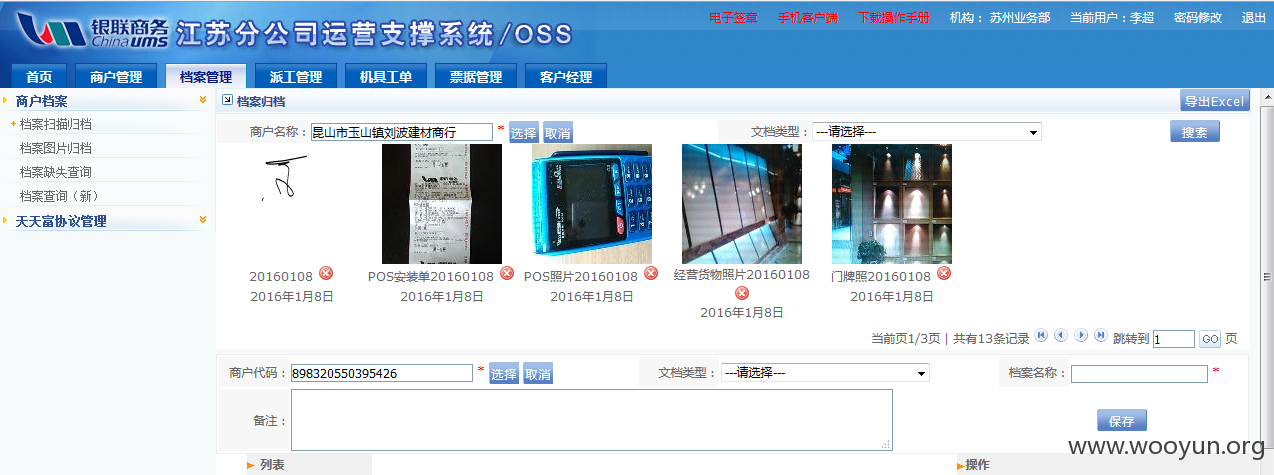 银联商务 China ums 江苏分公司运营支撑系统/OSS
电子签章 手机客户端 下载操作手册 机构： 苏州业务部 当前用户：李超 密码修改 退出
首页 商户管理 档案管理 派工管理 机具工单 票据管理 客户经理
商户档案
档案扫描归档
档案图片归档
档案缺失查询
档案查询（新）
天天富协议管理
档案归档 导出Excel
商户名称： 昆山市玉山镇刘波建材商行 * 选择 取消 文档类型： ---请选择--- 搜索
20160108 POS安装单20160108 POS照片20160108 经营货物照片20160108 门牌照20160108
2016年1月8日 2016年1月8日 2016年1月8日 2016年1月8日 2016年1月8日
当前页1/3页 | 共有13条记录 跳转到 1 GO 页
商户代码： 898320550395426 * 选择 取消 文档类型： ---请选择--- 档案名称： *
备注： 保存
www.wooyun.org
列表 操作